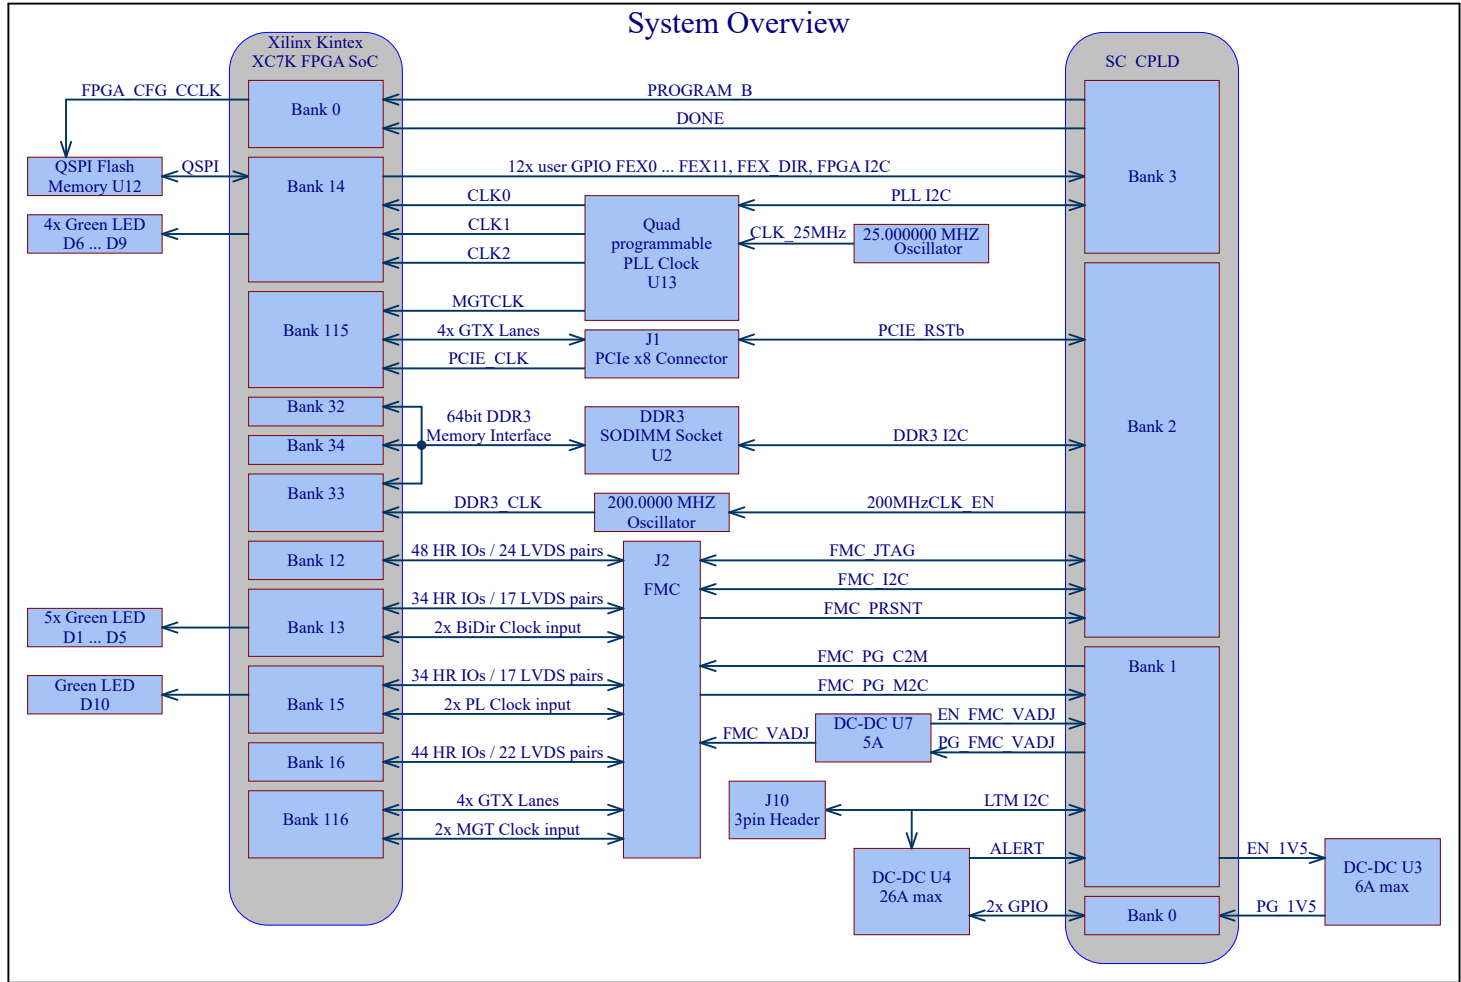 System Overview
Xilinx Kintex
XC7K FPGA SoC
SC CPLD
FPGA_CFG_CCLK
Bank 0
PROGRAM_B
DONE
QSPI Flash
Memory U12
QSPI
Bank 14
12x user GPIO FEX0 ... FEX11, FEX_DIR, FPGA I2C
Bank 3
4x Green LED
D6 ... D9
CLK0
CLK1
CLK2
Quad
programmable
PLL Clock
U13
PLL I2C
CLK_25MHz
25.000000 MHZ
Oscillator
MGTCLK
Bank 115
4x GTX Lanes
PCIE_CLK
J1
PCIe x8 Connector
PCIE_RSTb
Bank 32
Bank 34
Bank 33
64bit DDR3
Memory Interface
DDR3
SODIMM Socket
U2
DDR3 I2C
Bank 2
DDR3_CLK
200.0000 MHZ
Oscillator
200MHzCLK_EN
Bank 12
48 HR IOs / 24 LVDS pairs
J2
FMC
FMC_JTAG
FMC_I2C
FMC_PRSNT
5x Green LED
D1 ... D5
Bank 13
34 HR IOs / 17 LVDS pairs
2x BiDir Clock input
FMC_PG_C2M
Bank 1
FMC_PG_M2C
Green LED
D10
Bank 15
34 HR IOs / 17 LVDS pairs
2x PL Clock input
FMC_VADJ
DC-DC U7
5A
EN_FMC_VADJ
PG_FMC_VADJ
Bank 16
44 HR IOs / 22 LVDS pairs
Bank 116
4x GTX Lanes
2x MGT Clock input
J10
3pin Header
LTM I2C
ALERT
DC-DC U4
26A max
2x GPIO
Bank 0
EN_1V5
PG_1V5
DC-DC U3
6A max